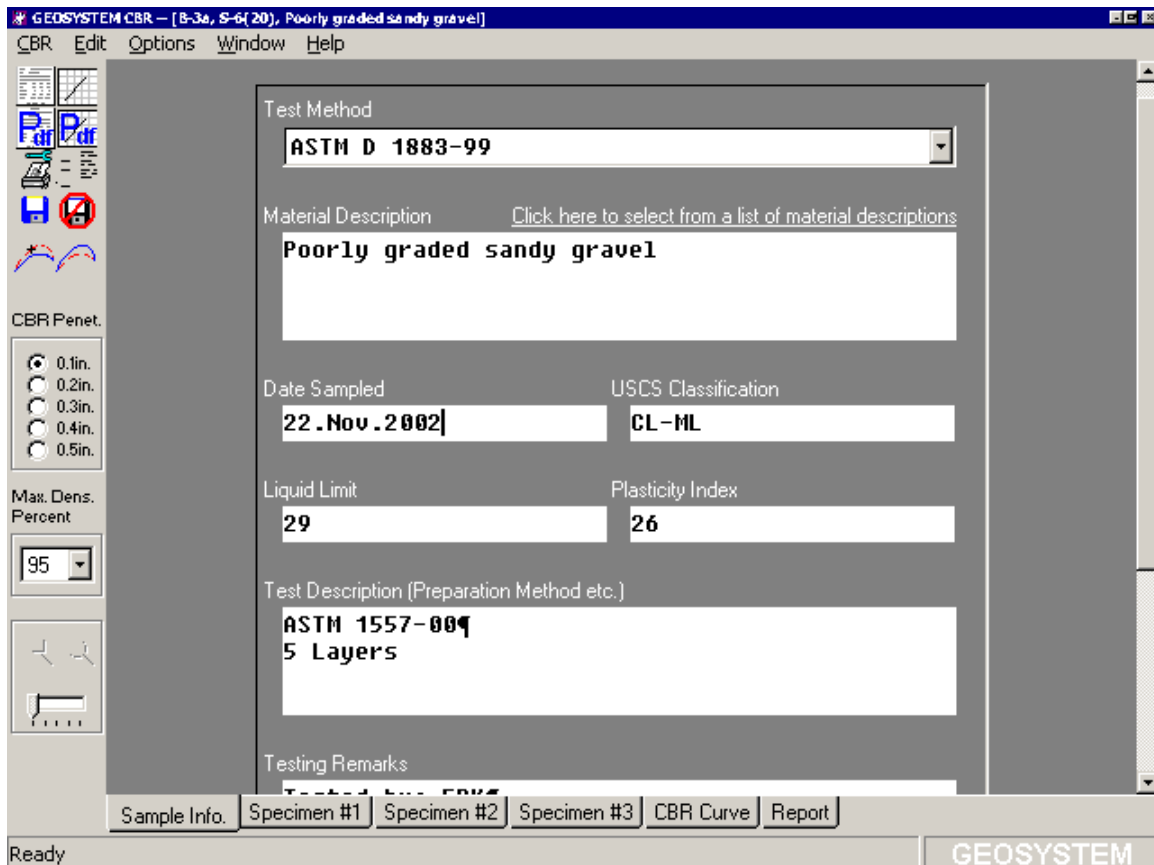 GEOSYSTEM CBR – [B-3a, S-6(20), Poorly graded sandy gravel]
CBR Edit Options Window Help
Pdf Pdf
CBR Penet.
0.1in.
0.2in.
0.3in.
0.4in.
0.5in.
Max. Dens.
Percent
95
Test Method
ASTM D 1883-99
Material Description Click here to select from a list of material descriptions
Poorly graded sandy gravel
Date Sampled USCS Classification
22.Nov.2002 CL-ML
Liquid Limit Plasticity Index
29 26
Test Description (Preparation Method etc.)
ASTM 1557-00¶
5 Layers
Testing Remarks
Sample Info. Specimen #1 Specimen #2 Specimen #3 CBR Curve Report
Ready GEOSYSTEM